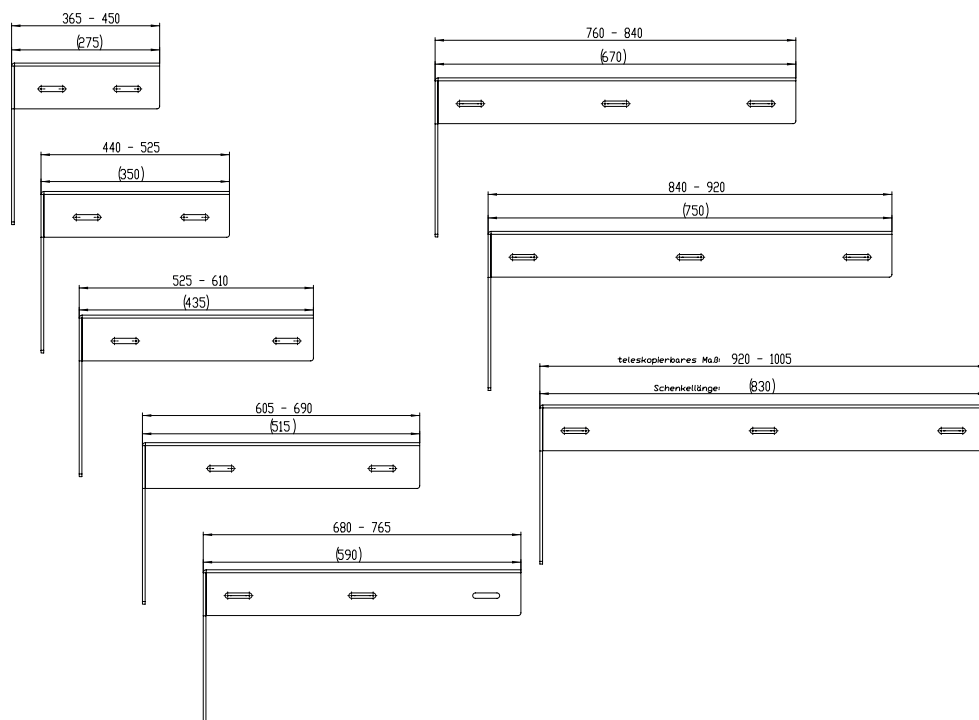 365 - 450
(275)
440 - 525
(350)
525 - 610
(435)
605 - 690
(515)
680 - 765
(590)
760 - 840
(670)
840 - 920
(750)
teleskopierbares Maß: 920 - 1005
Schenkellänge: (830)